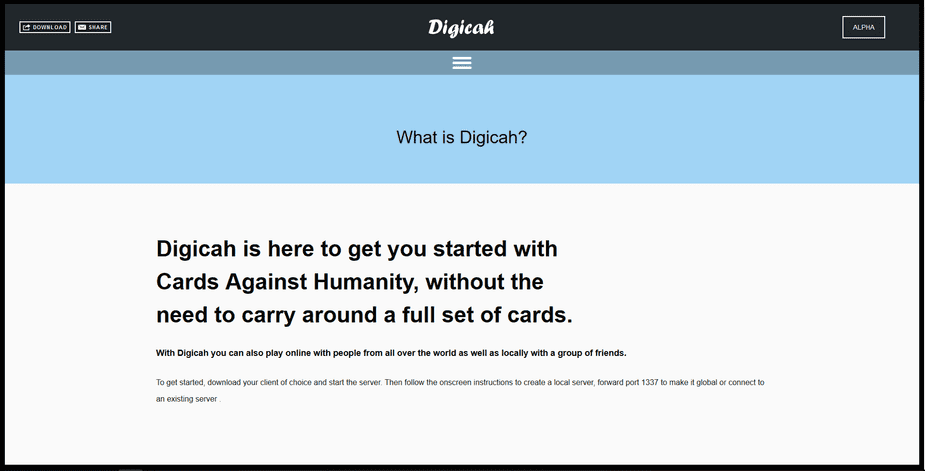 DOWNLOAD SHARE Digicah ALPHA
What is Digicah?
Digicah is here to get you started with
Cards Against Humanity, without the
need to carry around a full set of cards.
With Digicah you can also play online with people from all over the world as well as locally with a group of friends.
To get started, download your client of choice and start the server. Then follow the onscreen instructions to create a local server, forward port 1337 to make it global or connect to
an existing server .